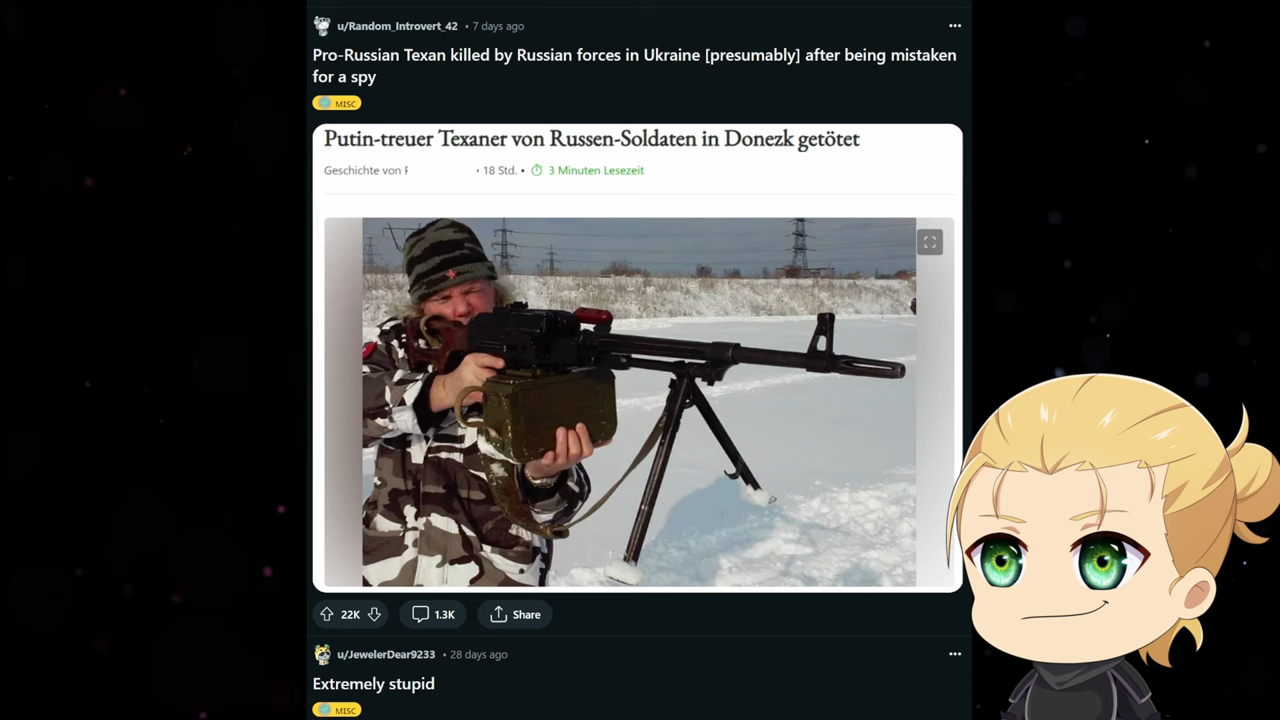 u/Random_Introvert_42 • 7 days ago
Pro-Russian Texan killed by Russian forces in Ukraine [presumably] after being mistaken
for a spy
MISC
Putin-treuer Texaner von Russen-Soldaten in Donezk getötet
Geschichte von • 18 Std. • 3 Minuten Lesezeit
22K 1.3K Share
u/JewelerDear9233 • 28 days ago
Extremely stupid
MISC